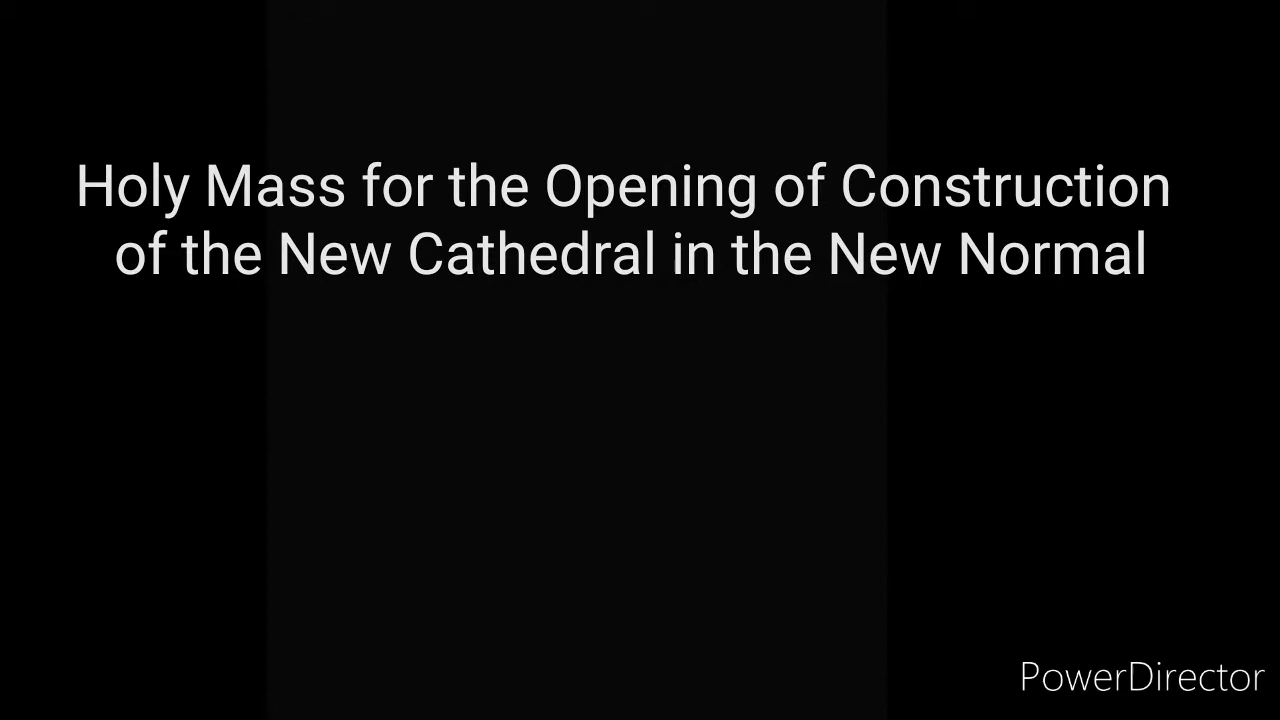 Holy Mass for the Opening of Construction
of the New Cathedral in the New Normal
PowerDirector